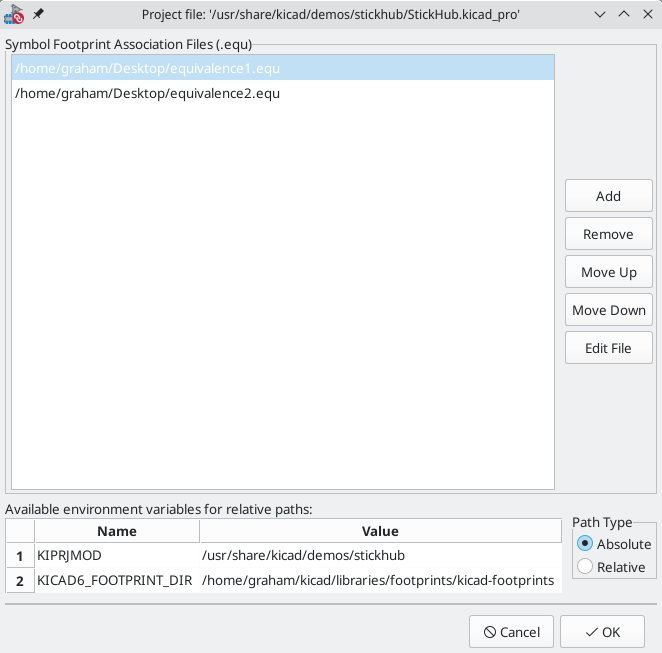 Project file: '/usr/share/kicad/demos/stickhub/StickHub.kicad_pro'
Symbol Footprint Association Files (.equ)
/home/graham/Desktop/equivalence1.equ
/home/graham/Desktop/equivalence2.equ
Add
Remove
Move Up
Move Down
Edit File
Available environment variables for relative paths:
Name Value
1 KIPRJMOD /usr/share/kicad/demos/stickhub
2 KICAD6_FOOTPRINT_DIR /home/graham/kicad/libraries/footprints/kicad-footprints
Path Type
Absolute
Relative
Cancel OK